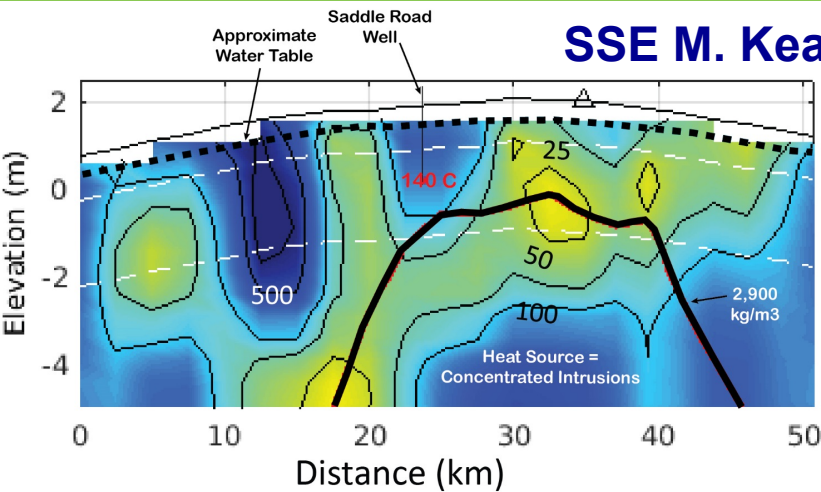 Saddle Road
Well
Approximate
Water Table
SSE M. Kea
Elevation (m)
2
0
-2
-4
140 C
25
50
100
500
2,900
kg/m3
Heat Source =
Concentrated Intrusions
0 10 20 30 40 50
Distance (km)